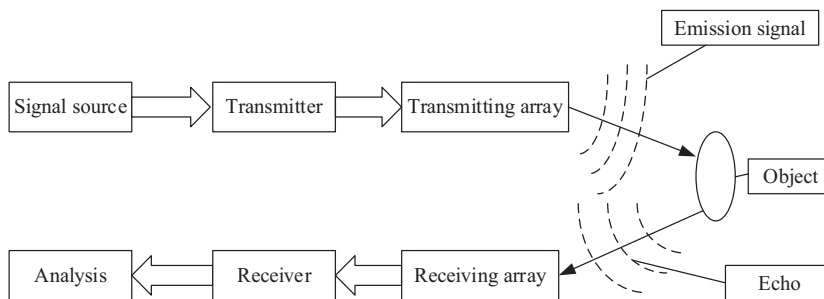 Emission signal
Signal source
Transmitter
Transmitting array
Object
Analysis
Receiver
Receiving array
Echo